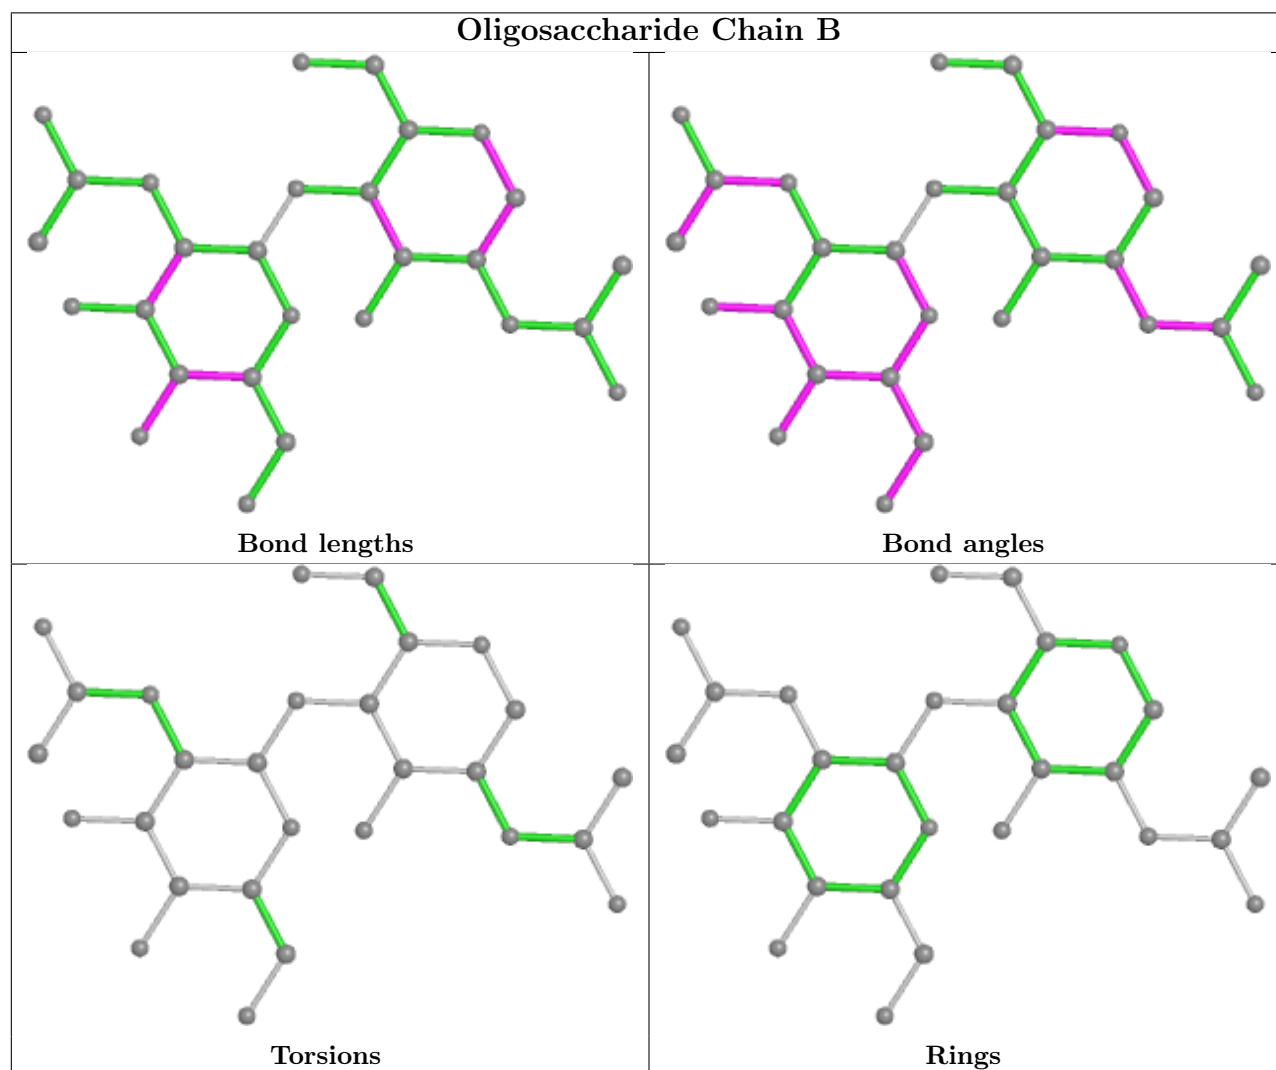 Oligosaccharide Chain B
Bond lengths
Bond angles
Torsions
Rings